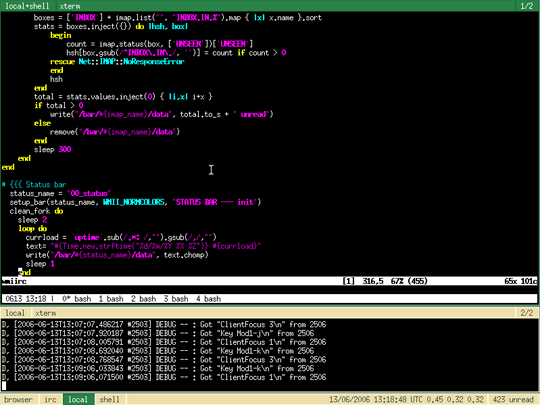 local+shell xterm 1/2
boxes = ['INBOX'] + imap.list("", "INBOX.IN.%").map { |x| x.name }.sort
stats = boxes.inject({}) do |hsh, box|
begin
count = imap.status(box, ['UNSEEN'])['UNSEEN']
hsh[box.gsub(/^INBOX\.IN\./, '')] = count if count > 0
rescue Net::IMAP::NoResponseError
end
hsh
end
total = stats.values.inject(0) { |i,x| i+x }
if total > 0
write("/bar/#{imap_name}/data", total.to_s + " unread")
else
remove("/bar/#{imap_name}/data")
end
sleep 300
end
end
# {{{ Status bar
status_name = "00_status"
setup_bar(status_name, WMII_NORMCOLORS, "STATUS BAR --- init")
clean_fork do
sleep 2
loop do
currload = `uptime`.sub(/.*: /,"").gsub(/,/,"")
text= "#{Time.new.strftime("%d/%m/%Y %X %Z")} #{currload}"
write("/bar/#{status_name}/data", text.chomp)
sleep 1
end
wmiirc [1] 316,5 67% (455) 65x 101c
0613 13:18 | 0* bash 1 bash 2 bash 3 bash 4 bash
local xterm 2/2
D, [2006-06-13T13:07:07.486217 #2503] DEBUG -- : Got "ClientFocus 3\n" from 2506
D, [2006-06-13T13:07:07.920187 #2503] DEBUG -- : Got "Key Mod1-j\n" from 2506
D, [2006-06-13T13:07:08.005791 #2503] DEBUG -- : Got "ClientFocus 1\n" from 2506
D, [2006-06-13T13:07:08.692040 #2503] DEBUG -- : Got "Key Mod1-k\n" from 2506
D, [2006-06-13T13:07:08.768547 #2503] DEBUG -- : Got "ClientFocus 3\n" from 2506
D, [2006-06-13T13:09:06.033843 #2503] DEBUG -- : Got "Key Mod1-k\n" from 2506
D, [2006-06-13T13:09:06.071500 #2503] DEBUG -- : Got "ClientFocus 1\n" from 2506
browser irc local shell 13/06/2006 13:18:48 UTC 0.45 0.32 0.32 423 unread